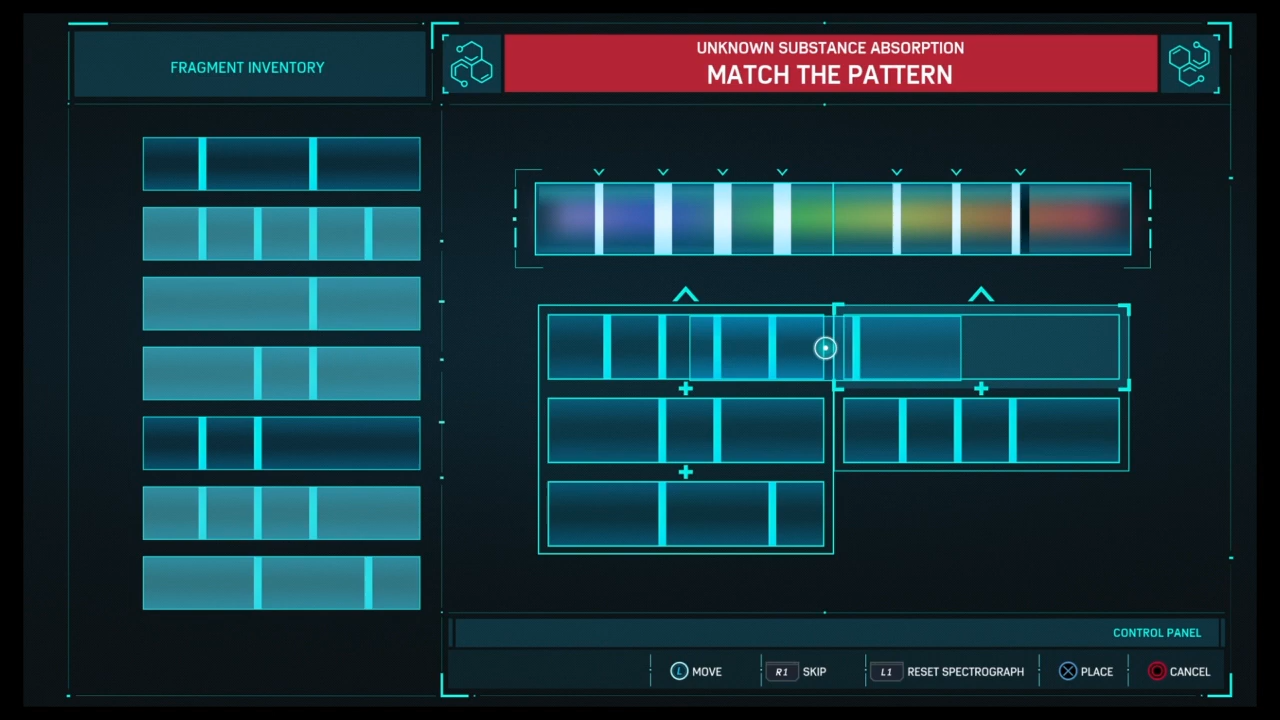 FRAGMENT INVENTORY
UNKNOWN SUBSTANCE ABSORPTION
MATCH THE PATTERN
CONTROL PANEL
L MOVE
R1 SKIP
L1 RESET SPECTROGRAPH
PLACE
CANCEL